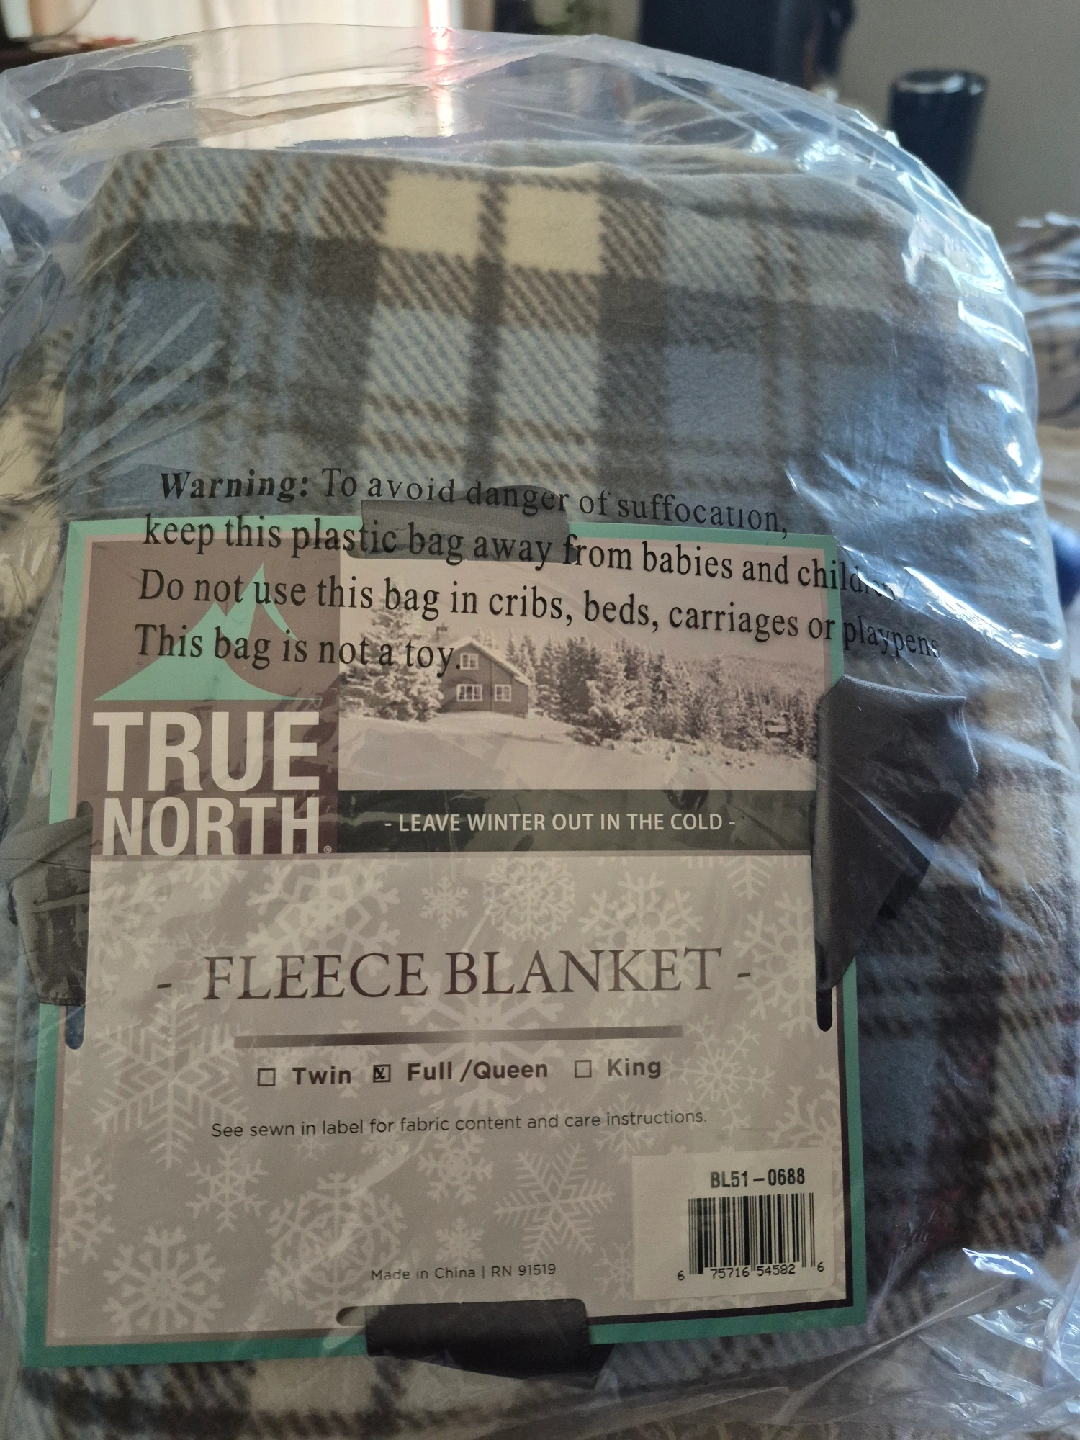 Warning: To avoid danger of suffocation,
keep this plastic bag away from babies and
Do not use this bag in cribs, beds, carriages or playpens
This bag is not a toy.
TRUE
NORTH®
- LEAVE WINTER OUT IN THE COLD -
- FLEECE BLANKET -
☐ Twin ☒ Full /Queen ☐ King
See sewn in label for fabric content and care instructions.
BL51-0688
6 75716 54582 6
Made in China | RN 91519